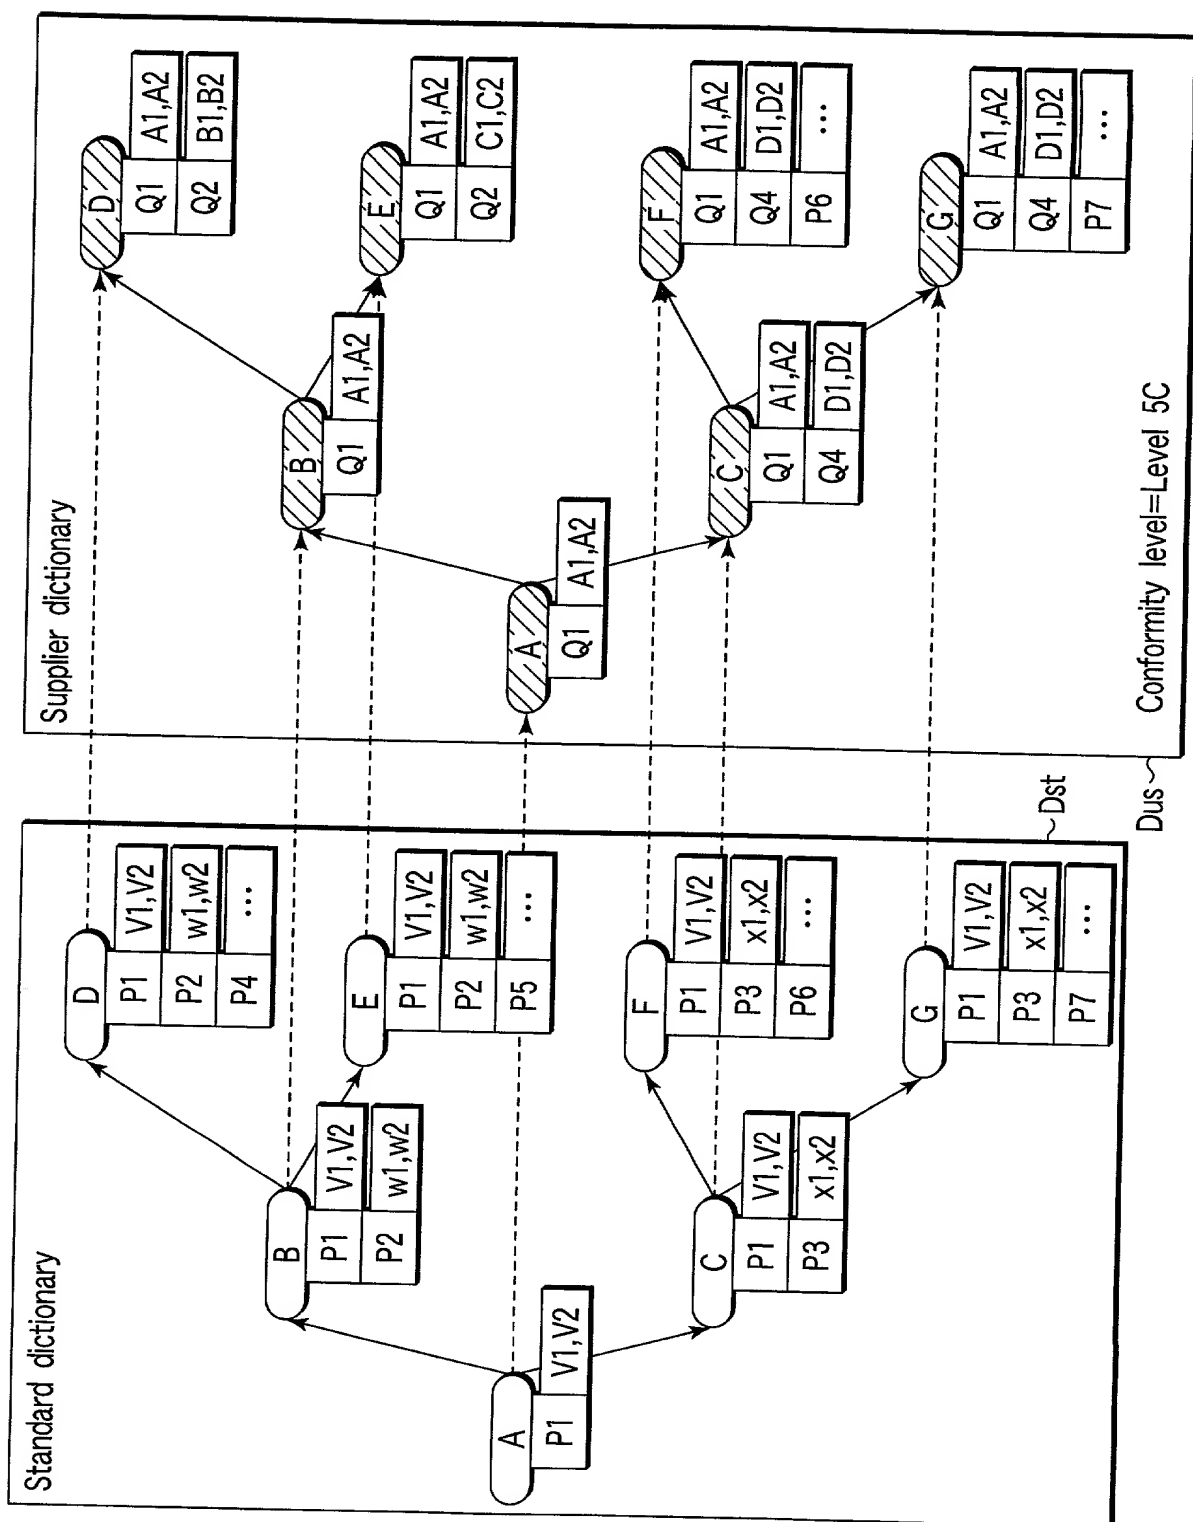 Standard dictionary
A
P1 V1,V2
B
P1 V1,V2
P2 w1,w2
C
P1 V1,V2
P3 x1,x2
D
P1 V1,V2
P2 w1,w2
P4 ...
E
P1 V1,V2
P2 w1,w2
P5 ...
F
P1 V1,V2
P3 x1,x2
P6 ...
G
P1 V1,V2
P3 x1,x2
P7 ...
Dst
Dus
Supplier dictionary
A
Q1 A1,A2
B
Q1 A1,A2
C
Q1 A1,A2
Q4 D1,D2
D
Q1 A1,A2
Q2 B1,B2
E
Q1 A1,A2
Q2 C1,C2
F
Q1 A1,A2
Q4 D1,D2
P6 ...
G
Q1 A1,A2
Q4 D1,D2
P7 ...
Conformity level=Level 5C